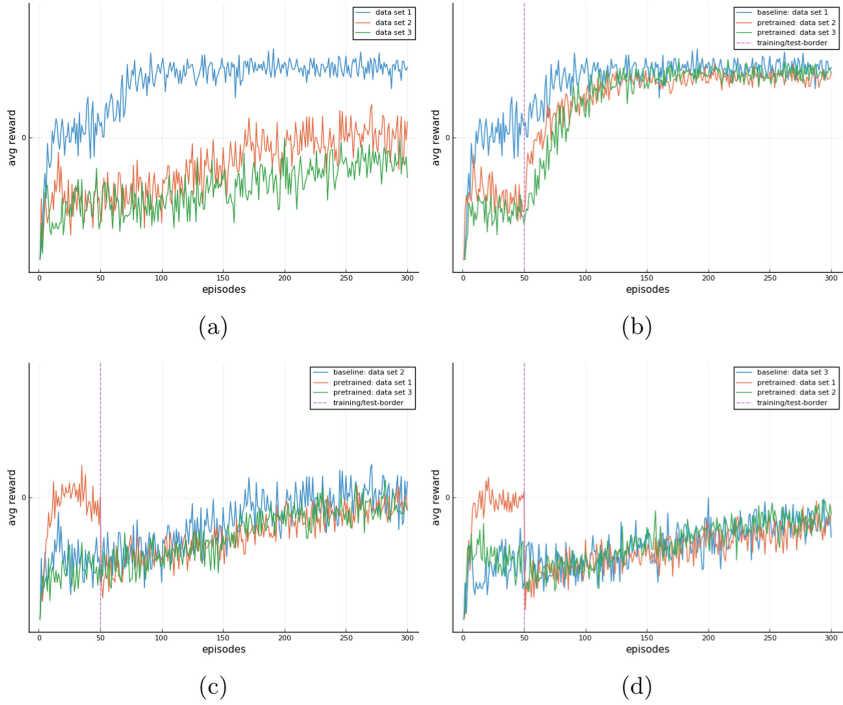 data set 1
data set 2
data set 3
avg reward
0
0 50 100 150 200 250 300
episodes
(a)
baseline: data set 1
pretrained: data set 2
pretrained: data set 3
training/test-border
avg reward
0
0 50 100 150 200 250 300
episodes
(b)
baseline: data set 2
pretrained: data set 1
pretrained: data set 3
training/test-border
avg reward
0
0 50 100 150 200 250 300
episodes
(c)
baseline: data set 3
pretrained: data set 1
pretrained: data set 2
training/test-border
avg reward
0
0 50 100 150 200 250 300
episodes
(d)